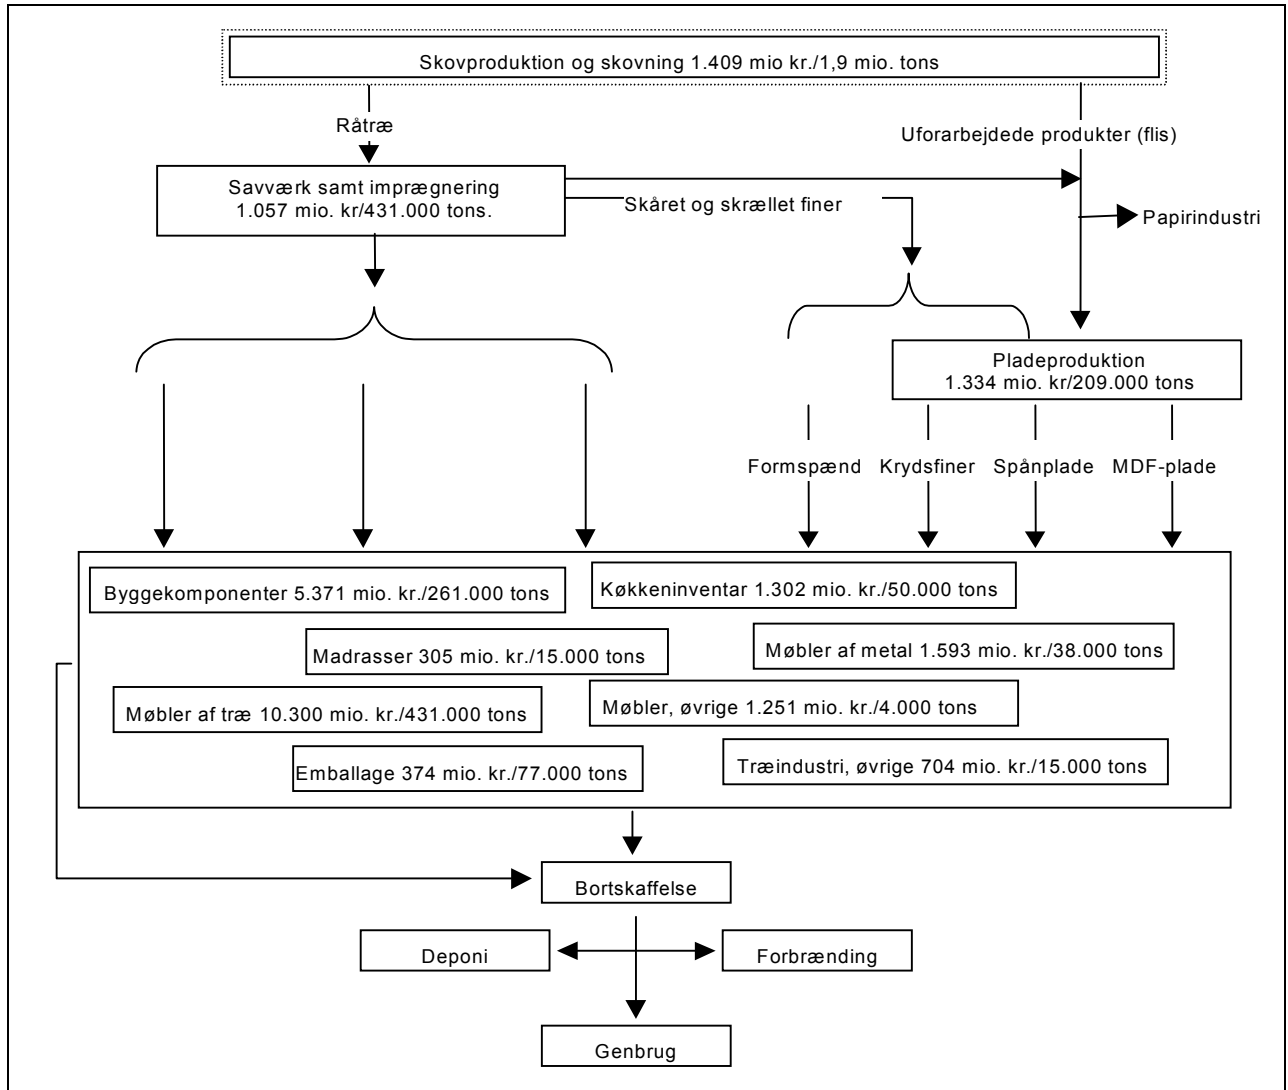 Skovproduktion og skovning 1.409 mio kr./1,9 mio. tons
Råtræ
Uforarbejdede produkter (flis)
Savværk samt imprægnering
1.057 mio. kr/431.000 tons.
Skåret og skrællet finer
Papirindustri
Pladeproduktion
1.334 mio. kr/209.000 tons
Formspænd
Krydsfiner
Spånplade
MDF-plade
Byggekomponenter 5.371 mio. kr./261.000 tons
Køkkeninventar 1.302 mio. kr./50.000 tons
Madrasser 305 mio. kr./15.000 tons
Møbler af metal 1.593 mio. kr./38.000 tons
Møbler af træ 10.300 mio. kr./431.000 tons
Møbler, øvrige 1.251 mio. kr./4.000 tons
Emballage 374 mio. kr./77.000 tons
Træindustri, øvrige 704 mio. kr./15.000 tons
Bortskaffelse
Deponi
Forbrænding
Genbrug